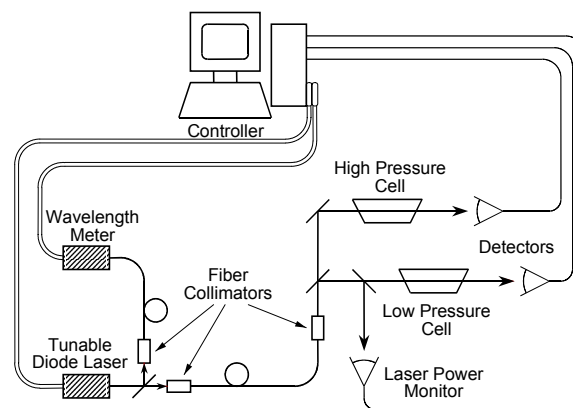 Controller
High Pressure
Cell
Wavelength
Meter
Detectors
Fiber
Collimators
Low Pressure
Cell
Tunable
Diode Laser
Laser Power
Monitor